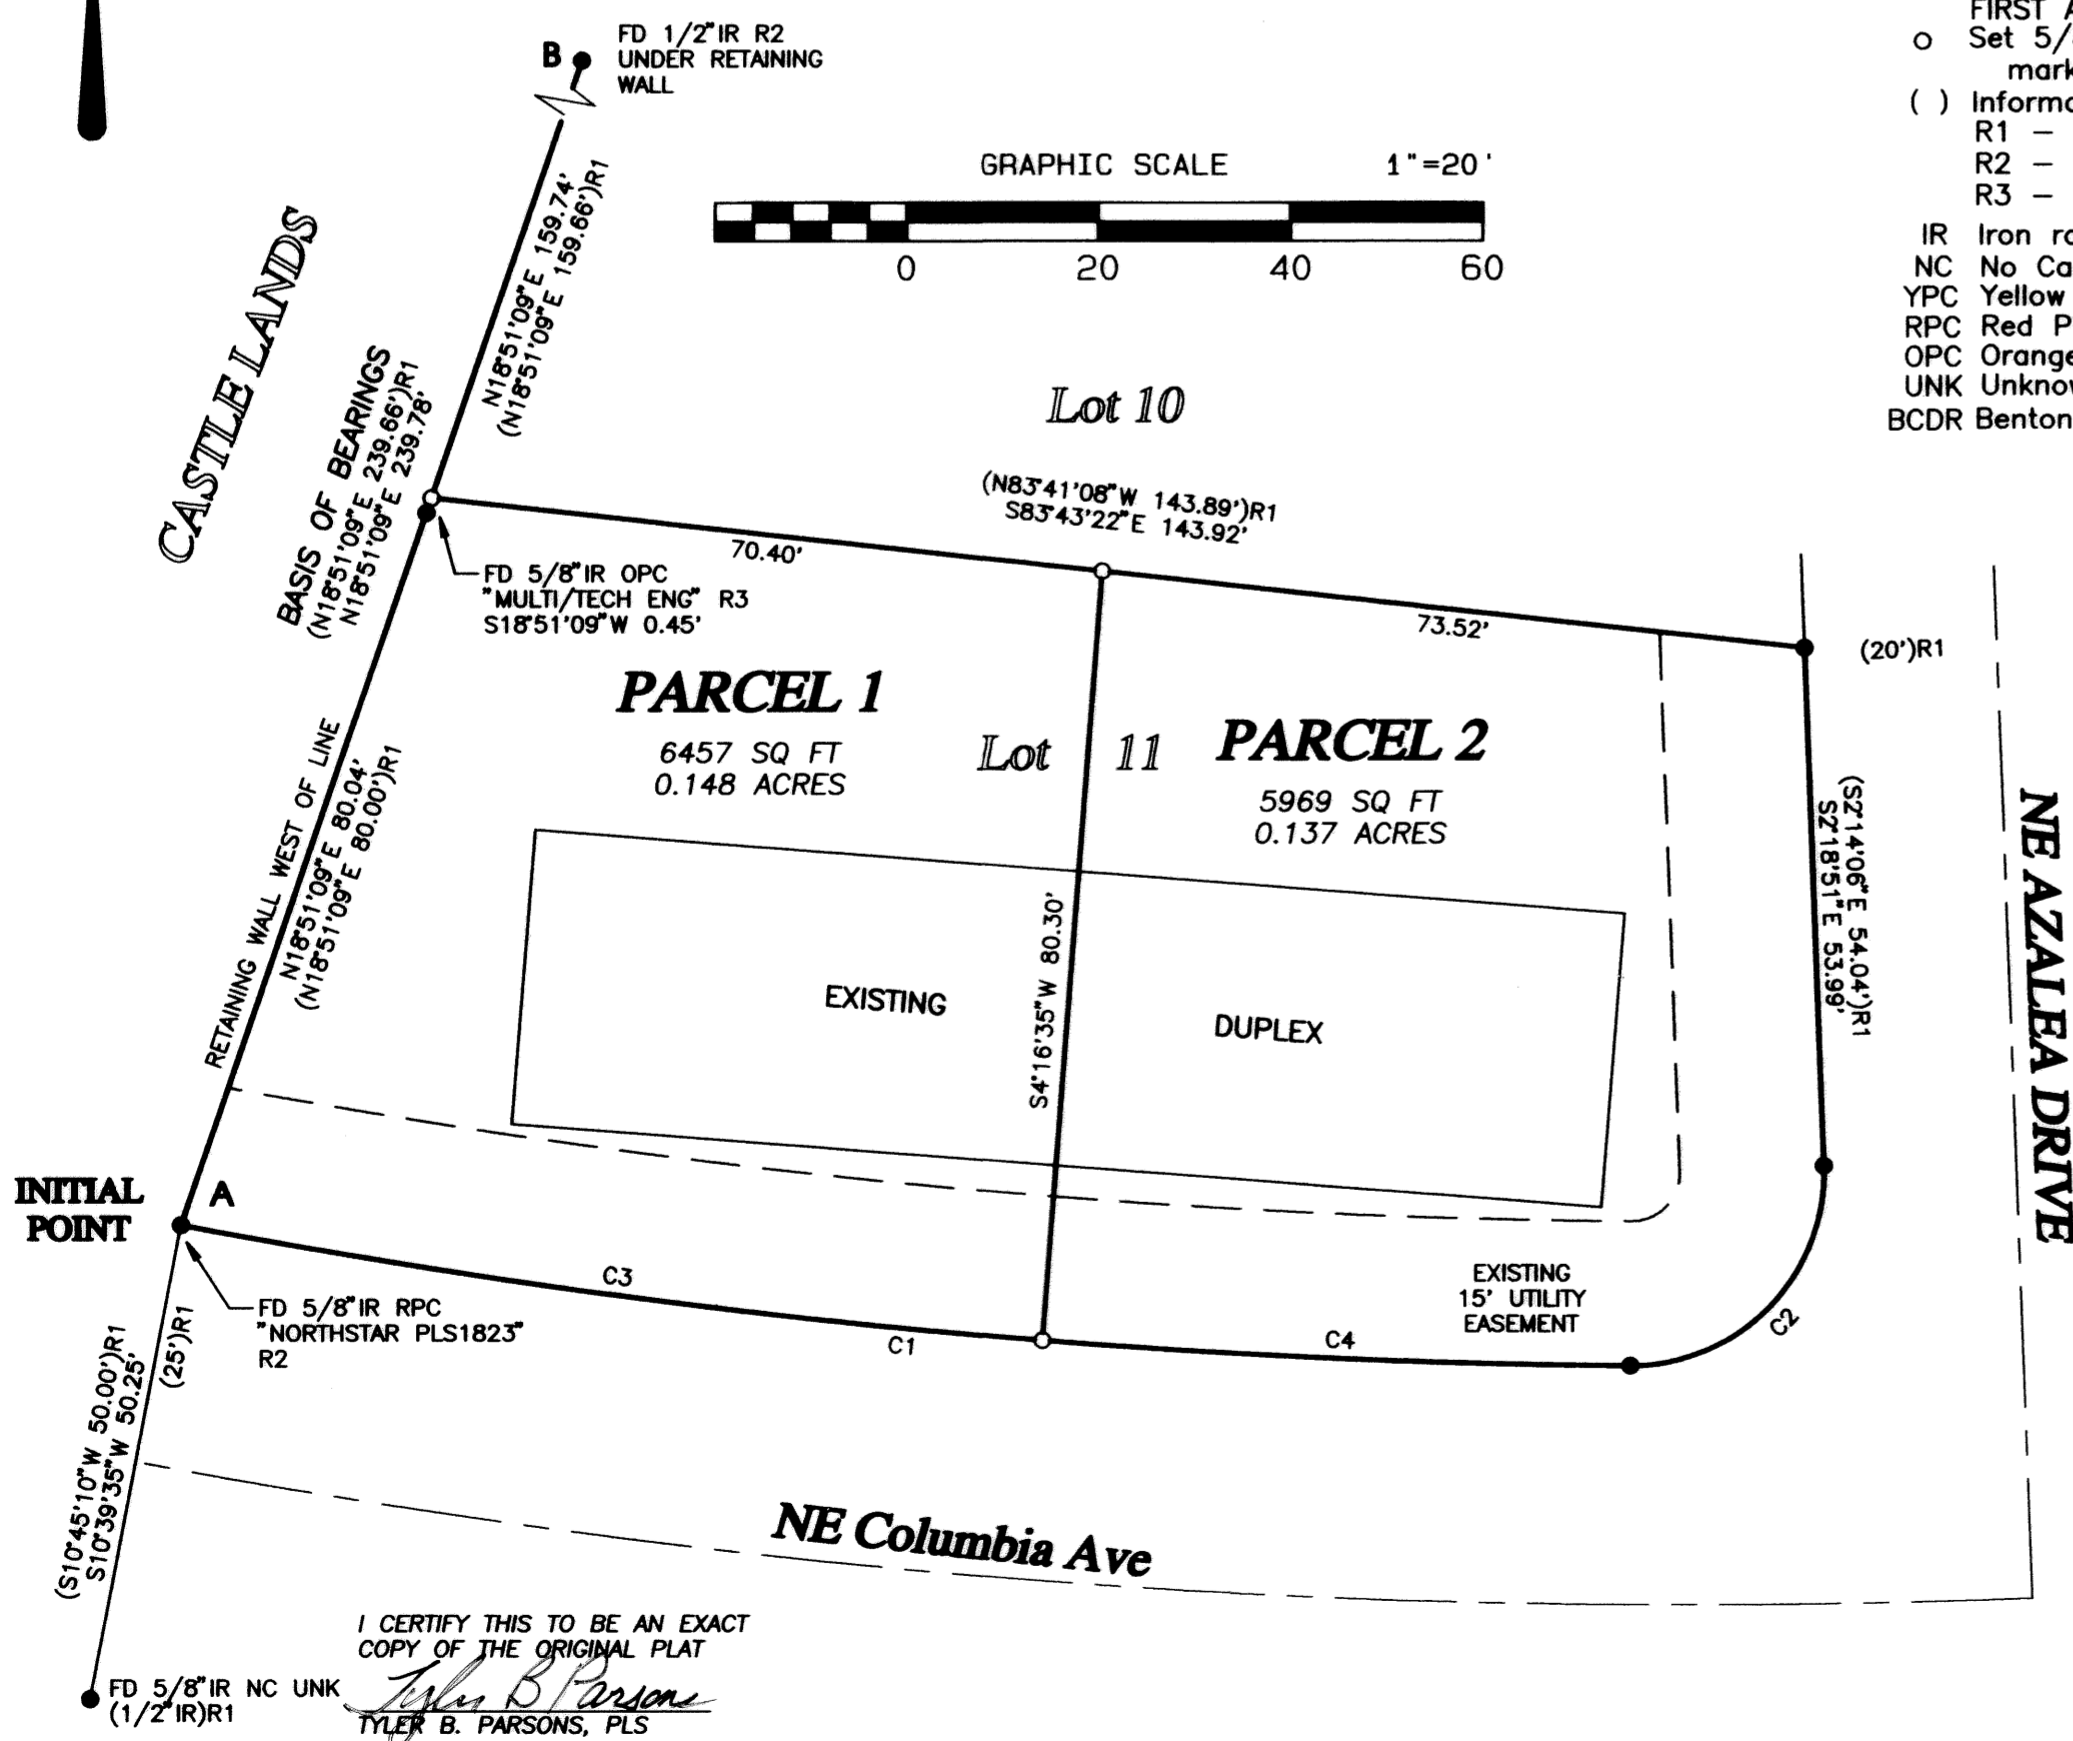 B
FD 1/2"IR R2
UNDER RETAINING
WALL
FIRST
o Set 5/
mark
( ) Informa
R1 –
R2 –
R3 –
IR Iron ro
NC No Ca
YPC Yellow
RPC Red P
OPC Orange
UNK Unknow
BCDR Benton
GRAPHIC SCALE 1"=20'
0 20 40 60
CASTLE LANDS
N18°51'09"E 159.74'
(N18°51'09"E 159.66')R1
BASIS OF BEARINGS
(N18°51'09"E 239.66')R1
N18°51'09"E 239.78'
Lot 10
(N83°41'08"W 143.89')R1
S83°43'22"E 143.92'
70.40'
73.52'
FD 5/8"IR OPC
"MULTI/TECH ENG" R3
S18°51'09"W 0.45'
(20')R1
PARCEL 1
6457 SQ FT
0.148 ACRES
Lot 11
PARCEL 2
5969 SQ FT
0.137 ACRES
RETAINING WALL WEST OF LINE
N18°51'09"E 80.04'
(N18°51'09"E 80.00')R1
S4°16'35"W 80.30'
(S2°14'06"E 54.04')R1
S2°18'51"E 53.99'
NE AZALEA DRIVE
EXISTING
DUPLEX
INITIAL
POINT
A
C3
C1
C4
C2
EXISTING
15' UTILITY
EASEMENT
FD 5/8"IR RPC
"NORTHSTAR PLS1823"
R2
(25')R1
(S10°45'10"W 50.00')R1
S10°39'35"W 50.25'
NE Columbia Ave
I CERTIFY THIS TO BE AN EXACT
COPY OF THE ORIGINAL PLAT
Tyler B Parsons
TYLER B. PARSONS, PLS
FD 5/8"IR NC UNK
(1/2"IR)R1